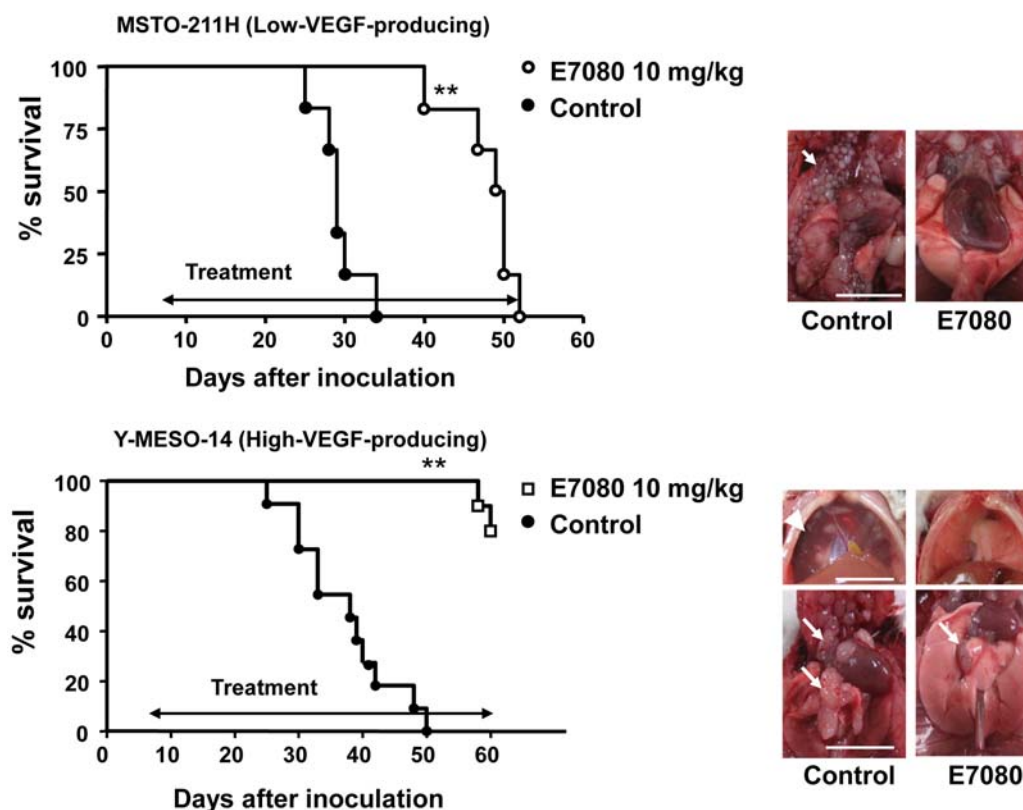 MSTO-211H (Low-VEGF-producing)
% survival
100
75
50
25
0
**
E7080 10 mg/kg
Control
Treatment
0 10 20 30 40 50 60
Days after inoculation
Control E7080
Y-MESO-14 (High-VEGF-producing)
% survival
100
80
60
40
20
0
**
E7080 10 mg/kg
Control
Treatment
0 10 20 30 40 50 60
Days after inoculation
Control E7080